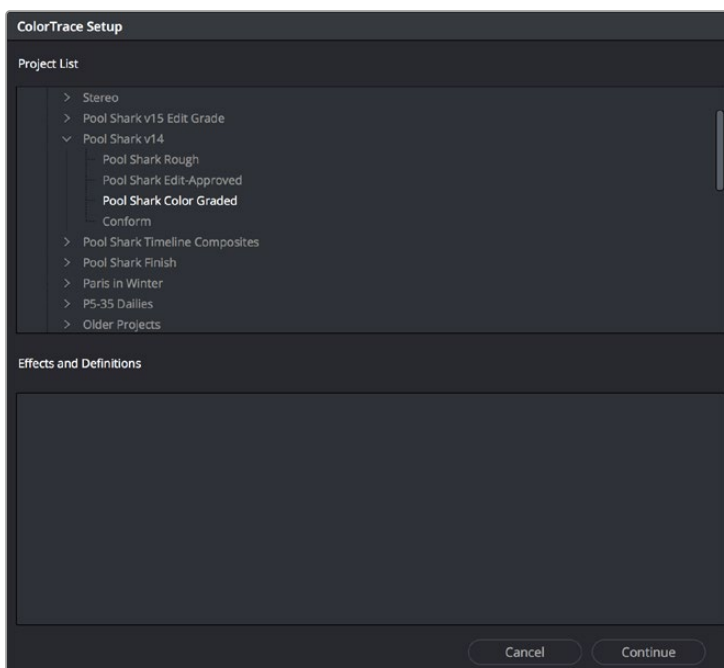 ColorTrace Setup
Project List
Stereo
Pool Shark v15 Edit Grade
Pool Shark v14
Pool Shark Rough
Pool Shark Edit-Approved
Pool Shark Color Graded
Conform
Pool Shark Timeline Composites
Pool Shark Finish
Paris in Winter
P5-35 Dailies
Older Projects
Effects and Definitions
Cancel
Continue